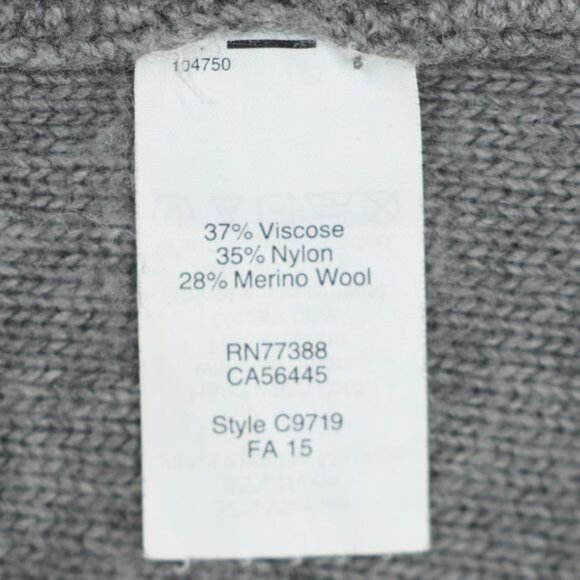 104750
37% Viscose
35% Nylon
28% Merino Wool
RN77388
CA56445
Style C9719
FA 15